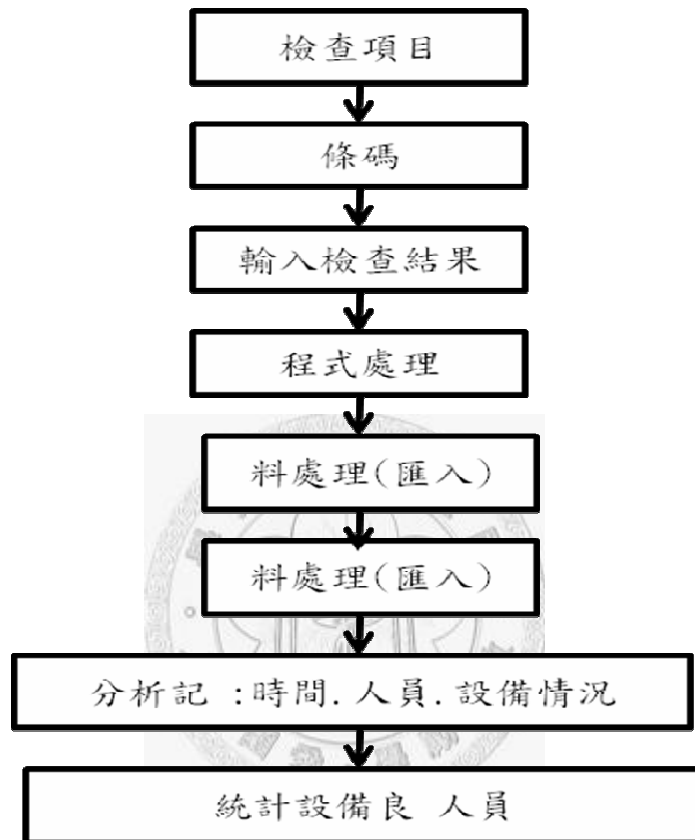 檢查項目
條碼
輸入檢查結果
程式處理
料處理(匯入)
料處理(匯入)
分析記 :時間.人員.設備情況
統計設備良 人員